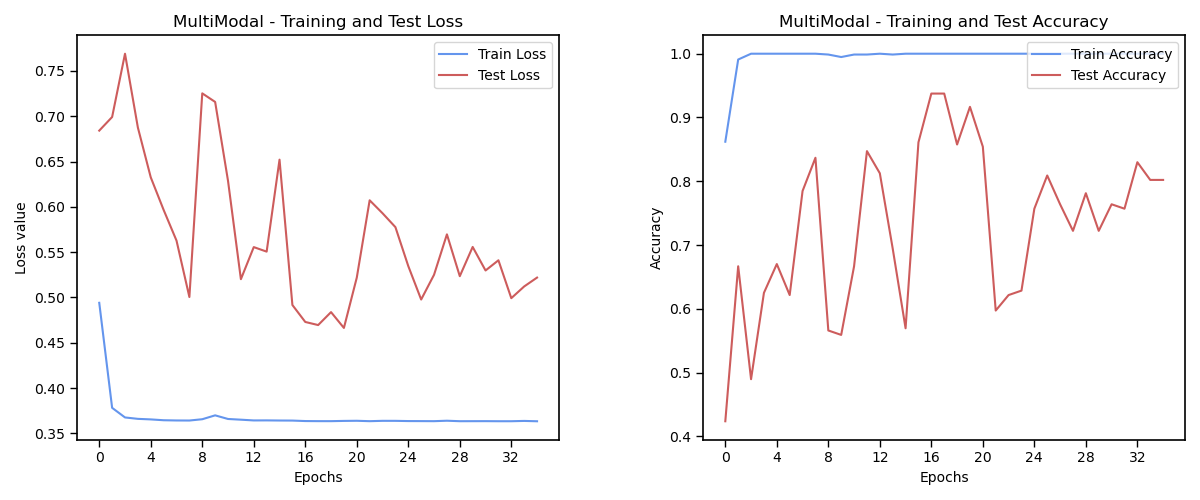 MultiModal - Training and Test Loss
Train Loss
Test Loss
0.75
0.70
0.65
0.60
0.55
0.50
0.45
0.40
0.35
Loss value
0 4 8 12 16 20 24 28 32
Epochs
MultiModal - Training and Test Accuracy
Train Accuracy
Test Accuracy
1.0
0.9
0.8
0.7
0.6
0.5
0.4
Accuracy
0 4 8 12 16 20 24 28 32
Epochs